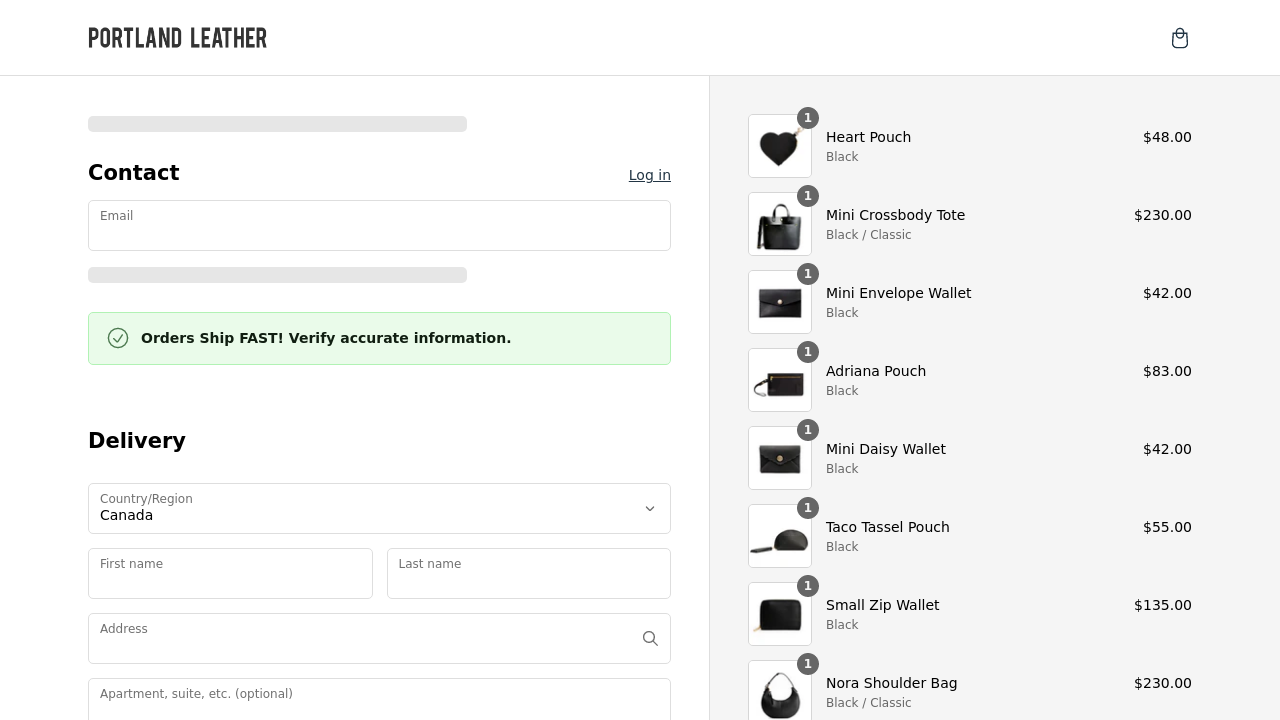 PORTLAND LEATHER
Contact
Log in
Email
Orders Ship FAST! Verify accurate information.
Delivery
Country/Region
Canada
First name
Last name
Address
Apartment, suite, etc. (optional)
1
Heart Pouch
Black
$48.00
1
Mini Crossbody Tote
Black / Classic
$230.00
1
Mini Envelope Wallet
Black
$42.00
1
Adriana Pouch
Black
$83.00
1
Mini Daisy Wallet
Black
$42.00
1
Taco Tassel Pouch
Black
$55.00
1
Small Zip Wallet
Black
$135.00
1
Nora Shoulder Bag
Black / Classic
$230.00